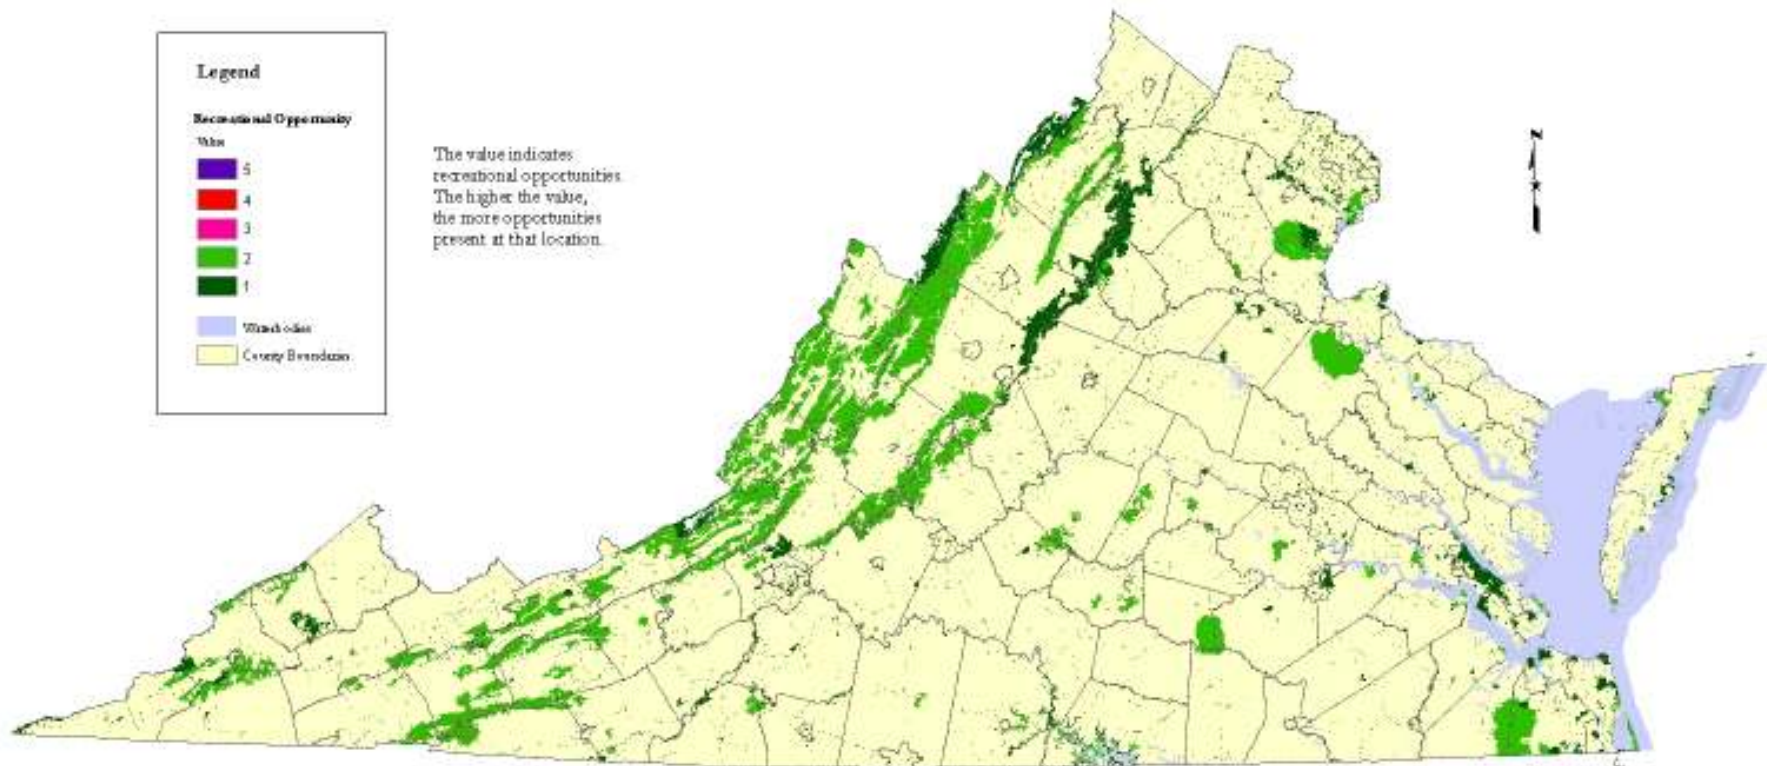 Legend
Recreational Opportunity
Value
5
4
3
2
1
Waterbodies
County Boundaries
The value indicates
recreational opportunities.
The higher the value,
the more opportunities
present at that location.
N